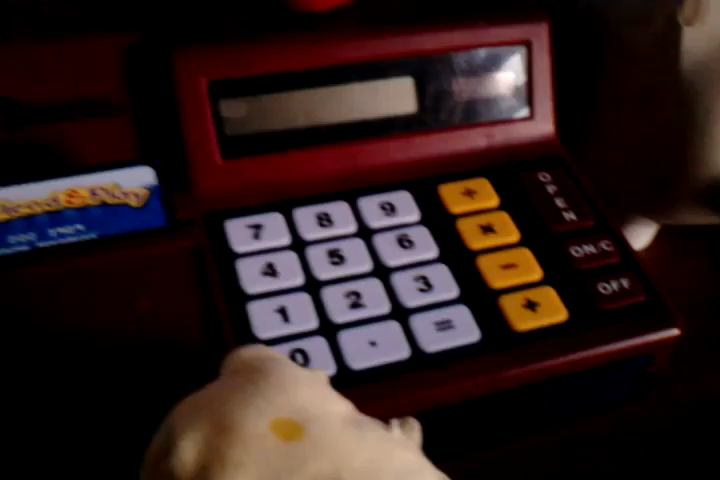 &Play
7 8 9 ÷
4 5 6 ×
1 2 3 −
0 . = +
OPEN
ON/C
OFF